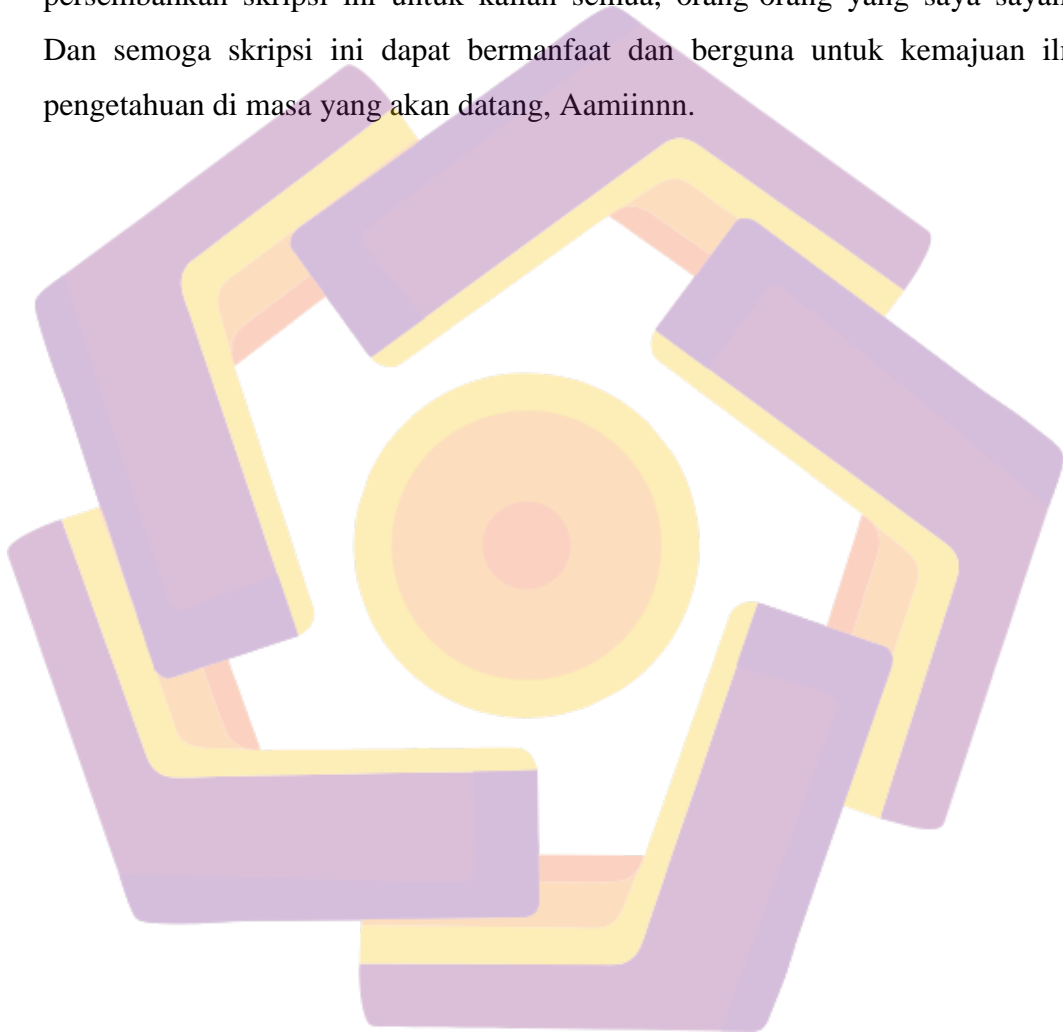 persembahkan skripsi ini untuk kalian semua, orang-orang yang saya
Dan semoga skripsi ini dapat bermanfaat dan berguna untuk kemajuan
pengetahuan di masa yang akan datang, Aamiinnn.